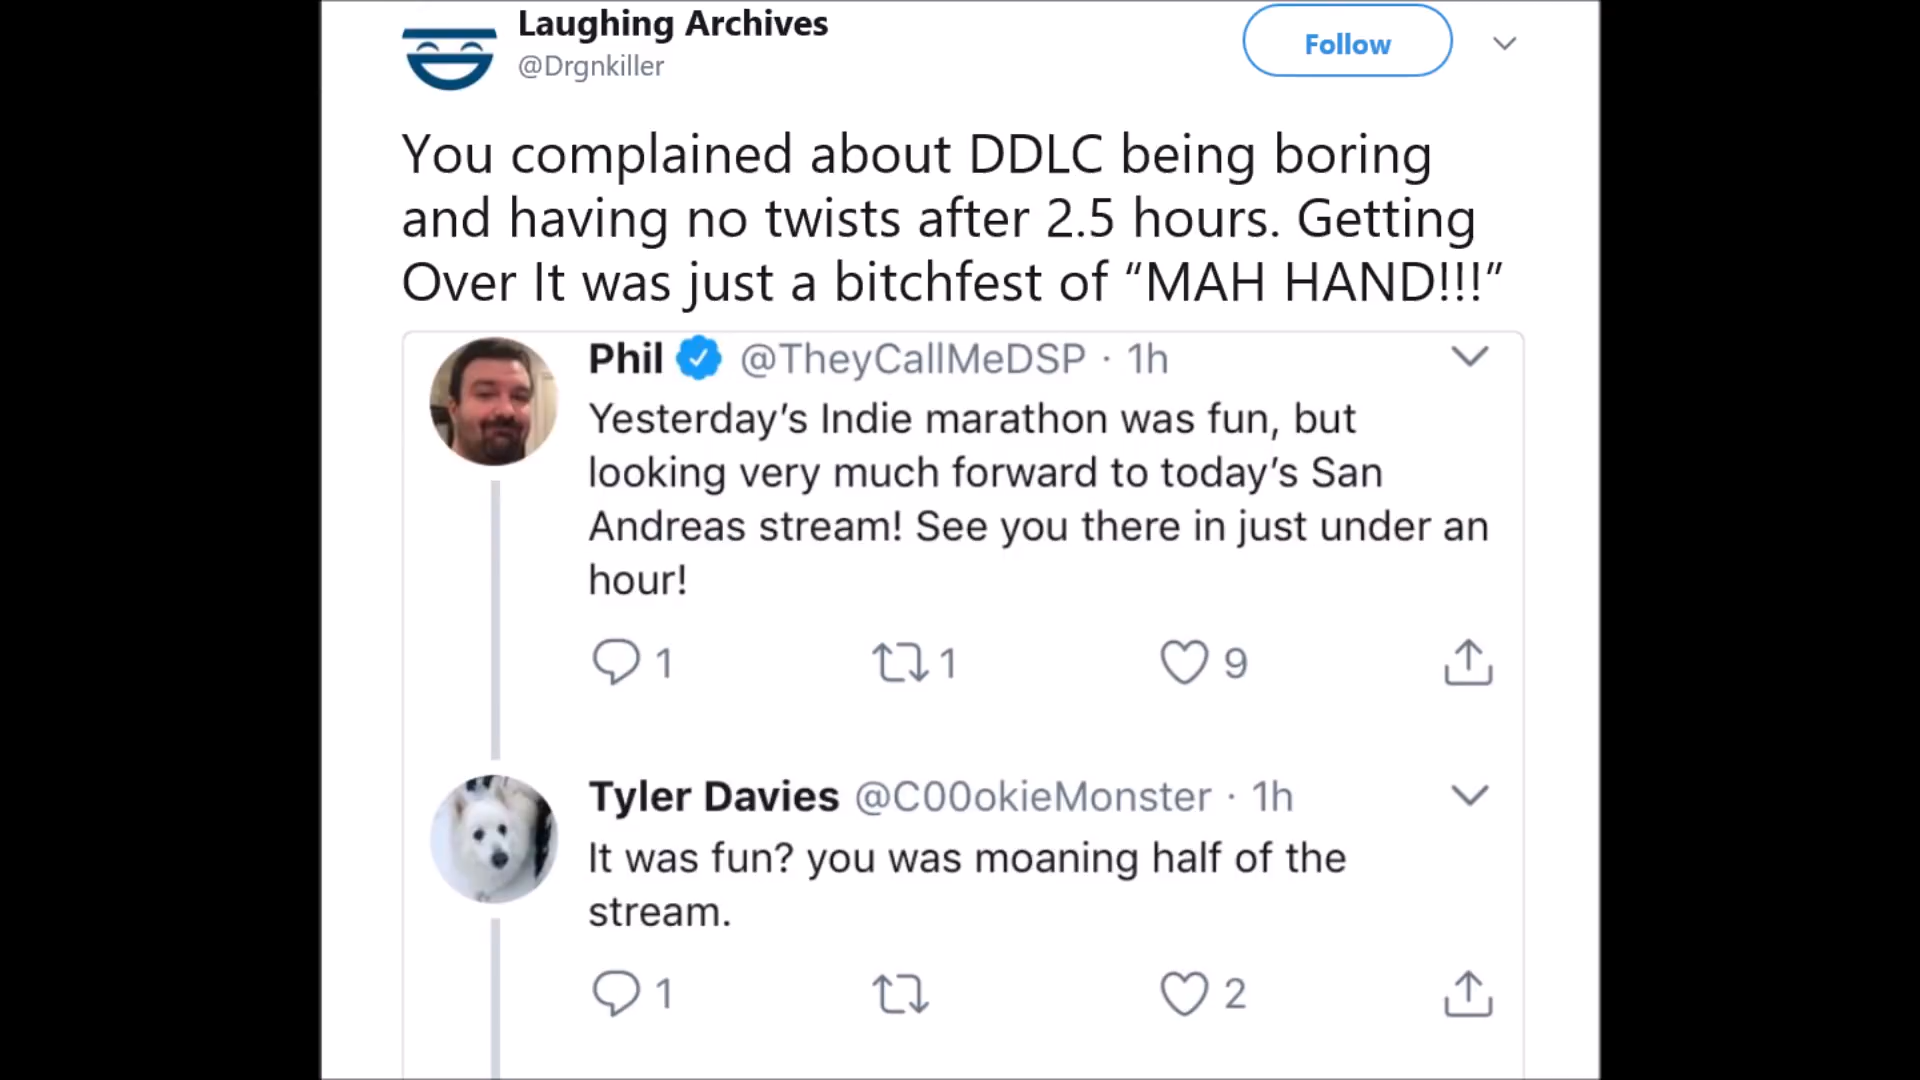 Laughing Archives
@Drgnkiller
Follow
You complained about DDLC being boring
and having no twists after 2.5 hours. Getting
Over It was just a bitchfest of “MAH HAND!!!”
Phil @TheyCallMeDSP · 1h
Yesterday’s Indie marathon was fun, but
looking very much forward to today’s San
Andreas stream! See you there in just under an
hour!
1 1 9
Tyler Davies @C00okieMonster · 1h
It was fun? you was moaning half of the
stream.
1 2